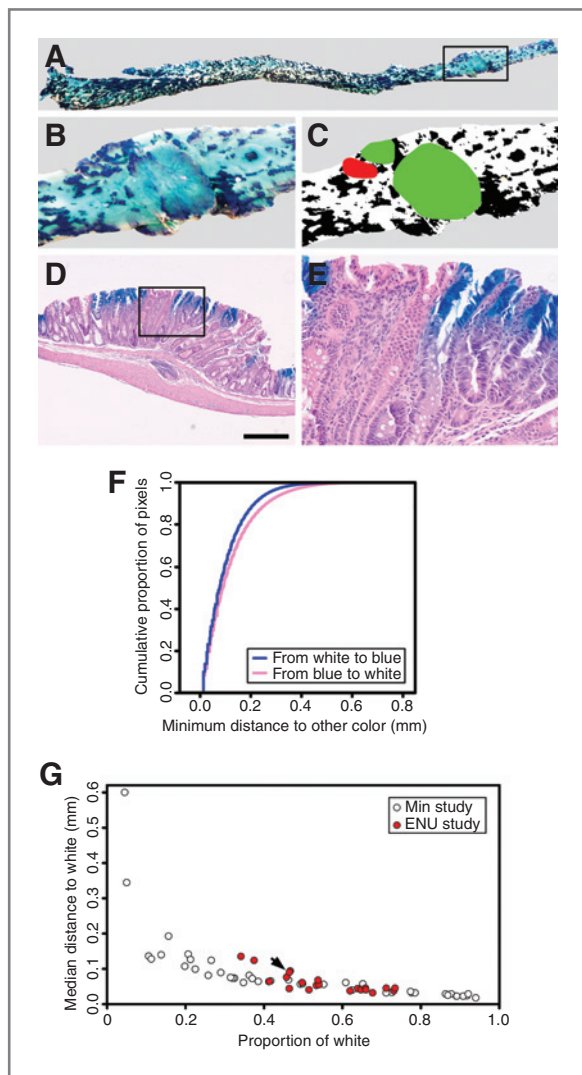 A
B
C
D
E
F
Cumulative proportion of pixels
1.0
0.8
0.6
0.4
0.2
0.0
From white to blue
From blue to white
0.0 0.2 0.4 0.6 0.8
Minimum distance to other color (mm)
G
Median distance to white (mm)
0.6
0.5
0.4
0.3
0.2
0.1
0.0
Min study
ENU study
0 0.2 0.4 0.6 0.8 1.0
Proportion of white